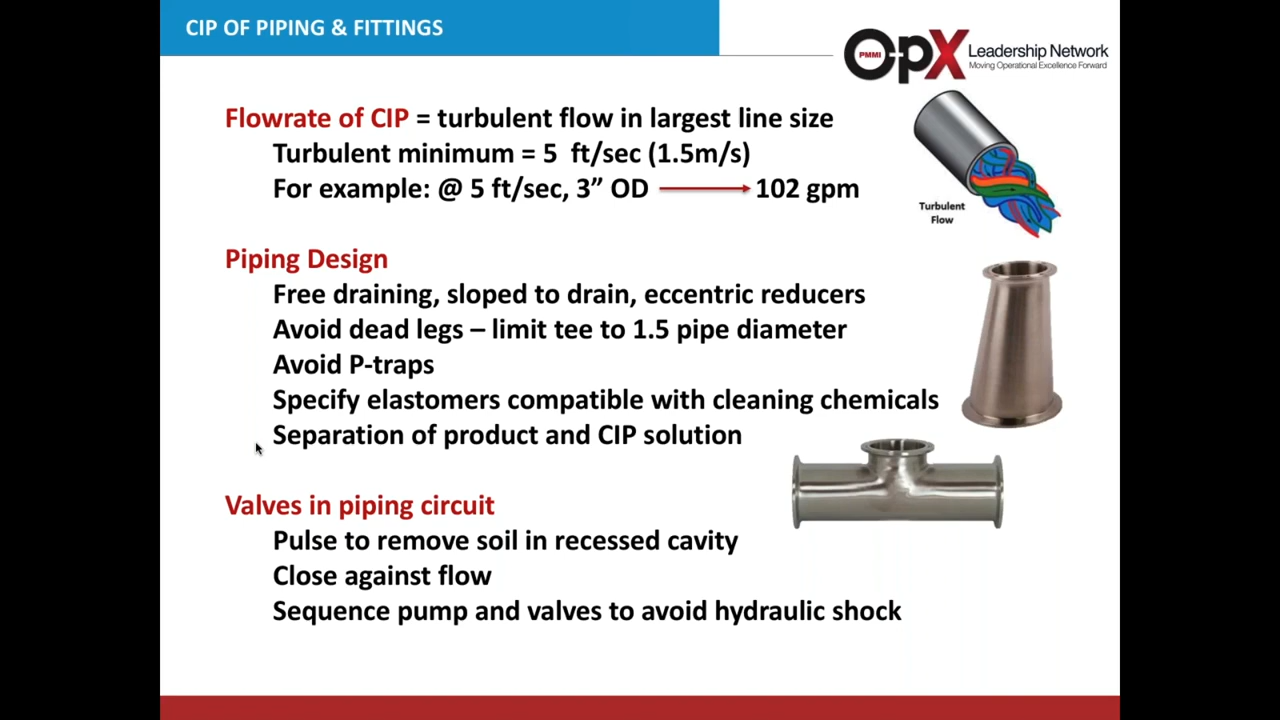 CIP OF PIPING & FITTINGS
PMMI
OpX
Leadership Network
Moving Operational Excellence Forward
Flowrate of CIP = turbulent flow in largest line size
Turbulent minimum = 5 ft/sec (1.5m/s)
For example: @ 5 ft/sec, 3” OD 102 gpm
Turbulent
Flow
Piping Design
Free draining, sloped to drain, eccentric reducers
Avoid dead legs – limit tee to 1.5 pipe diameter
Avoid P-traps
Specify elastomers compatible with cleaning chemicals
Separation of product and CIP solution
Valves in piping circuit
Pulse to remove soil in recessed cavity
Close against flow
Sequence pump and valves to avoid hydraulic shock